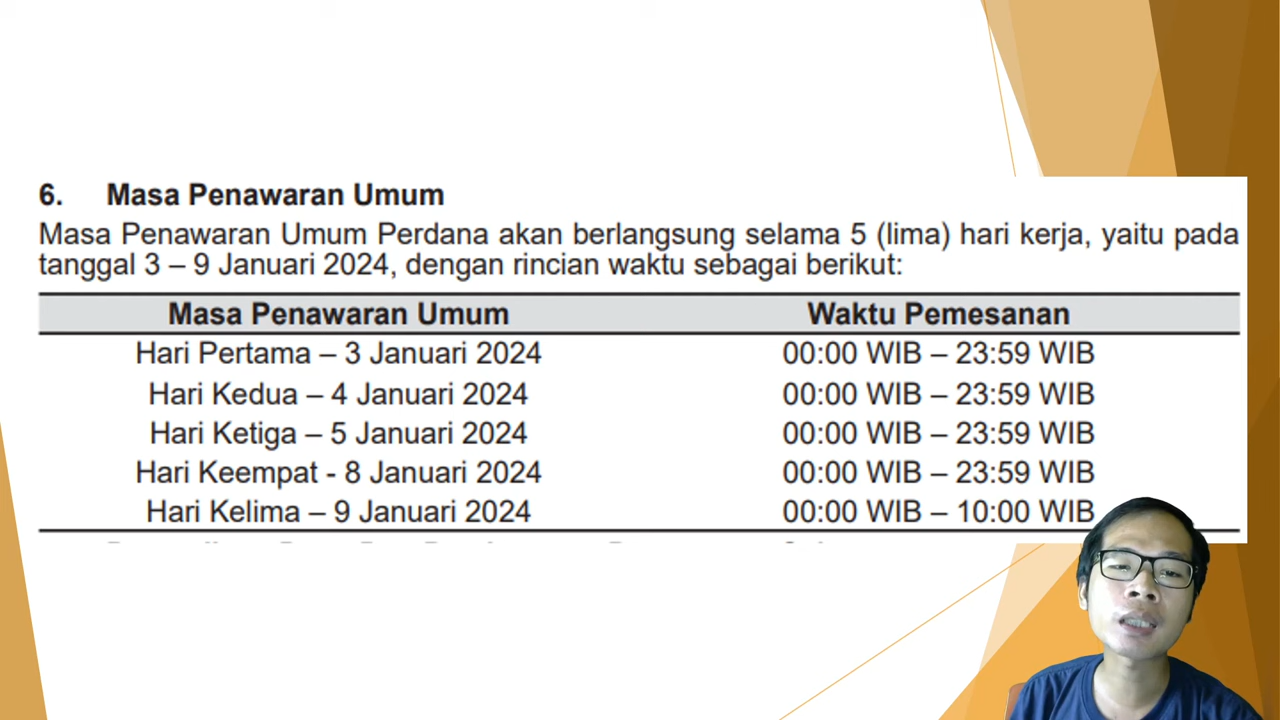 6. Masa Penawaran Umum
Masa Penawaran Umum Perdana akan berlangsung selama 5 (lima) hari kerja, yaitu pada
tanggal 3 – 9 Januari 2024, dengan rincian waktu sebagai berikut:
Masa Penawaran Umum Waktu Pemesanan
Hari Pertama – 3 Januari 2024 00:00 WIB – 23:59 WIB
Hari Kedua – 4 Januari 2024 00:00 WIB – 23:59 WIB
Hari Ketiga – 5 Januari 2024 00:00 WIB – 23:59 WIB
Hari Keempat - 8 Januari 2024 00:00 WIB – 23:59 WIB
Hari Kelima – 9 Januari 2024 00:00 WIB – 10:00 WIB